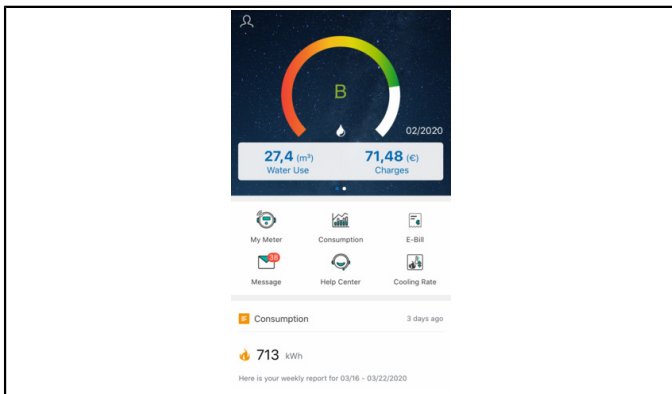 B
02/2020
27,4 (m³) 71,48 (€)
Water Use Charges
My Meter Consumption E-Bill
38
Message Help Center Cooling Rate
Consumption 3 days ago
713 kWh
Here is your weekly report for 03/16 - 03/22/2020